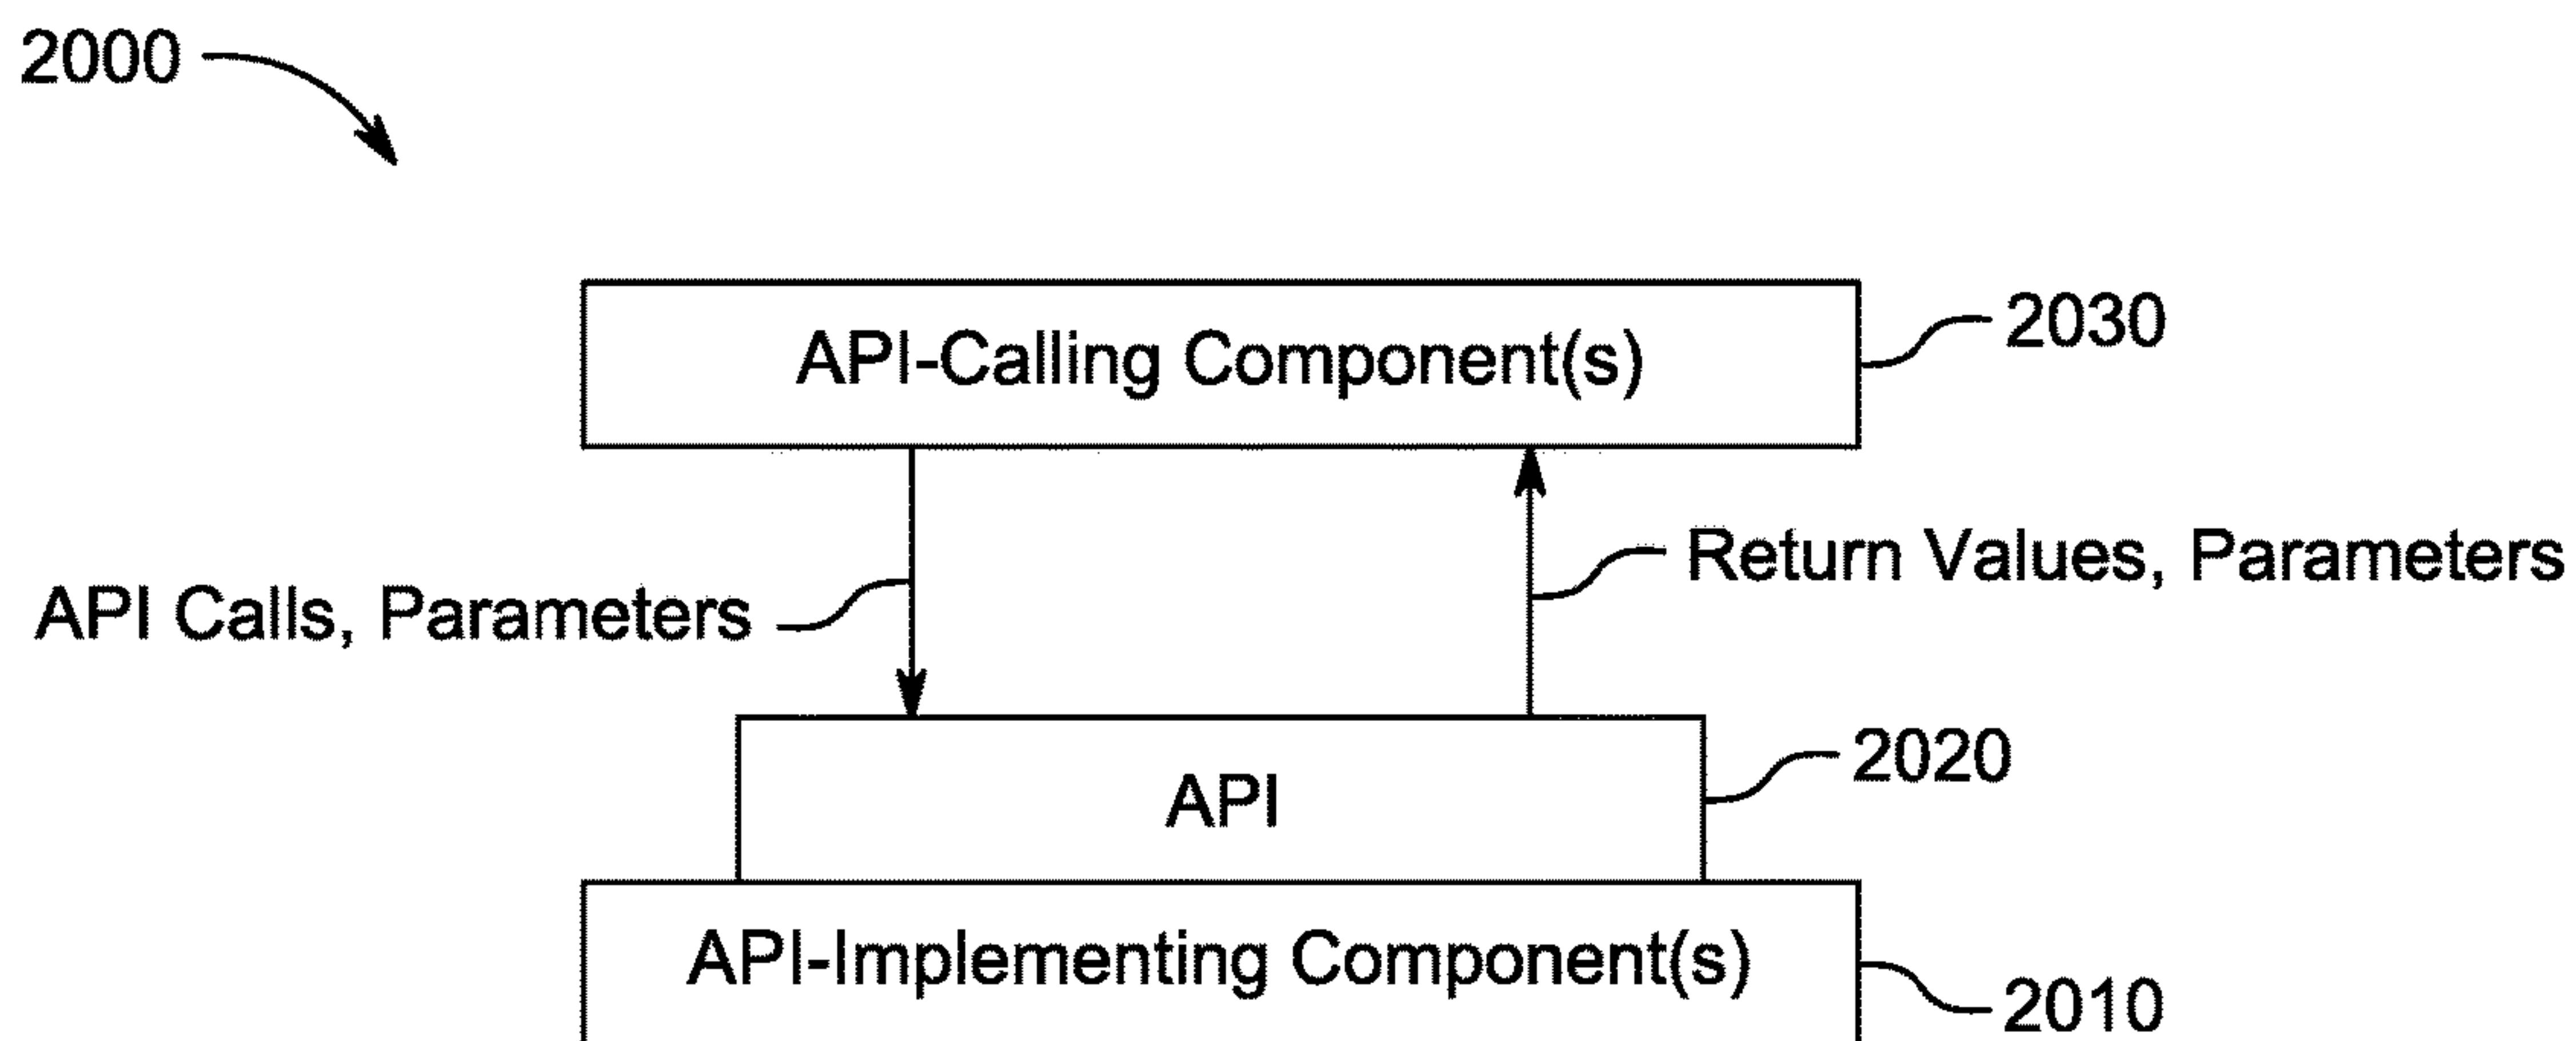 2000
API-Calling Component(s)
2030
API Calls, Parameters
Return Values, Parameters
API
2020
API-Implementing Component(s)
2010